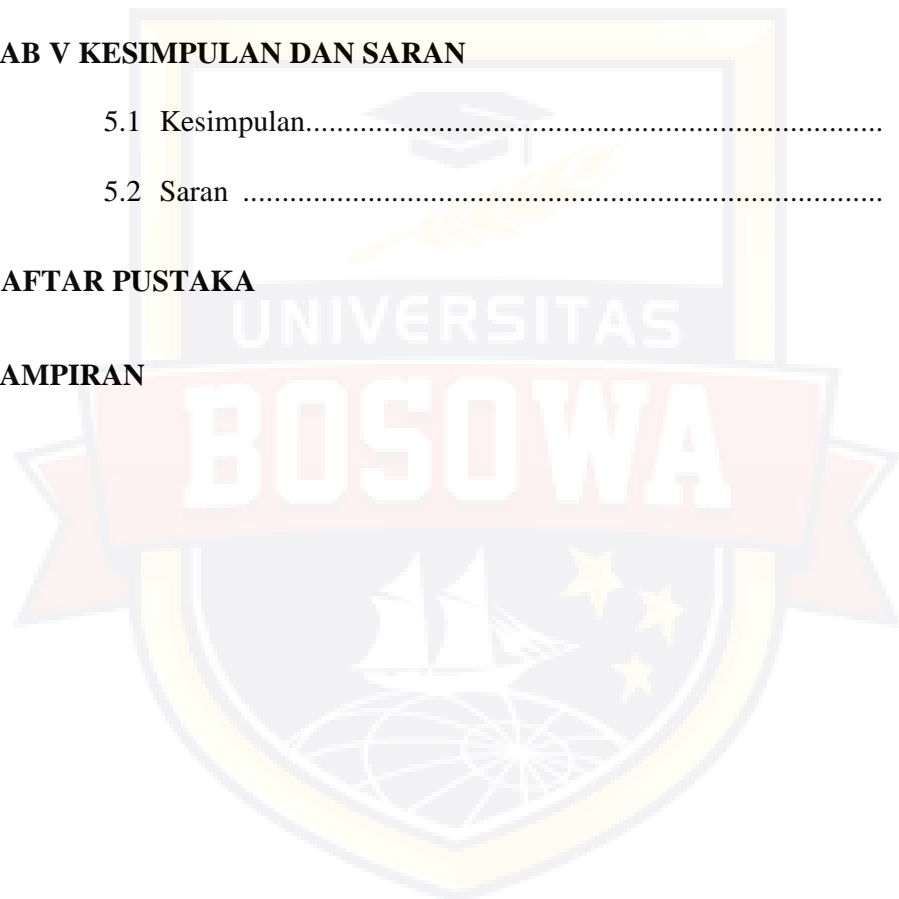 AB V KESIMPULAN DAN SARAN
5.1 Kesimpulan...........................................................................
5.2 Saran ...................................................................................
AFTAR PUSTAKA
UNIVERSITAS
AMPIRAN
BOSOWA